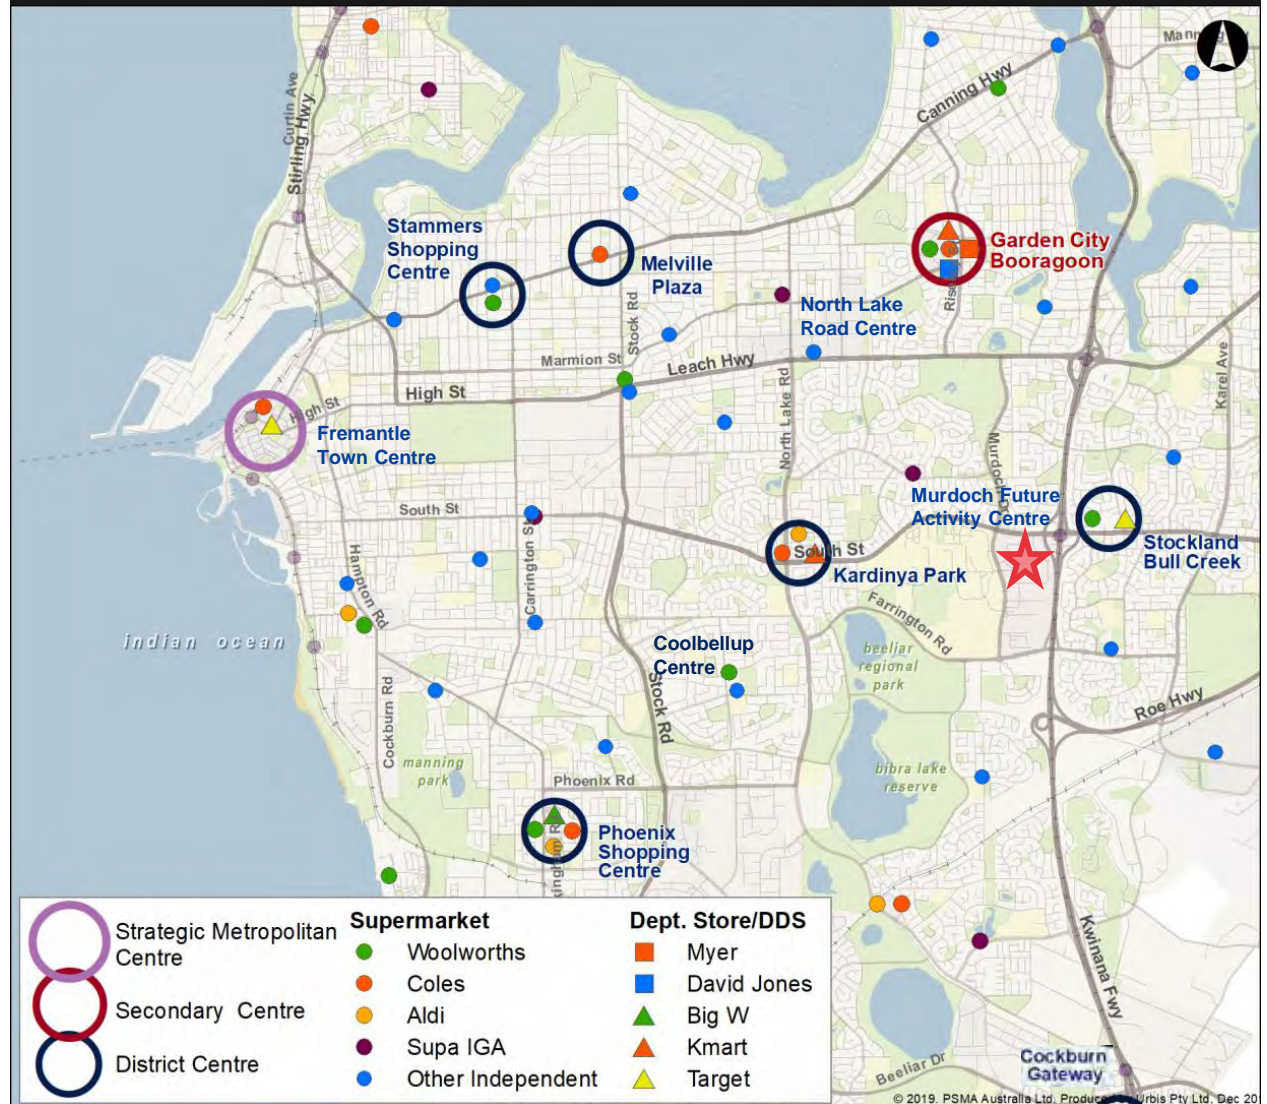 Manning
Curtin Ave
Stirling Hwy
Canning Hwy
Stammers
Shopping
Centre
Melville
Plaza
Garden City
Booragoon
Stock Rd
North Lake
Road Centre
Marmion St
Leach Hwy
Karel Ave
High St
High St
North Lake Rd
Fremantle
Town Centre
Murdoch Dr
South St
Murdoch Future
Activity Centre
Carrington St
South St
Stockland
Bull Creek
Hampton Rd
Kardinya Park
Farrington Rd
indian ocean
Coolbellup
Centre
beeliar
regional
park
Stock Rd
Cockburn Rd
Roe Hwy
manning
park
Phoenix Rd
bibra lake
reserve
Phoenix
Shopping
Centre
Kwinana Fwy
Strategic Metropolitan
Centre
Secondary Centre
District Centre
Supermarket
Woolworths
Coles
Aldi
Supa IGA
Other Independent
Dept. Store/DDS
Myer
David Jones
Big W
Kmart
Target
Beeliar Dr
Cockburn
Gateway
© 2019. PSMA Australia Ltd. Produced by Urbis Pty Ltd. Dec 201